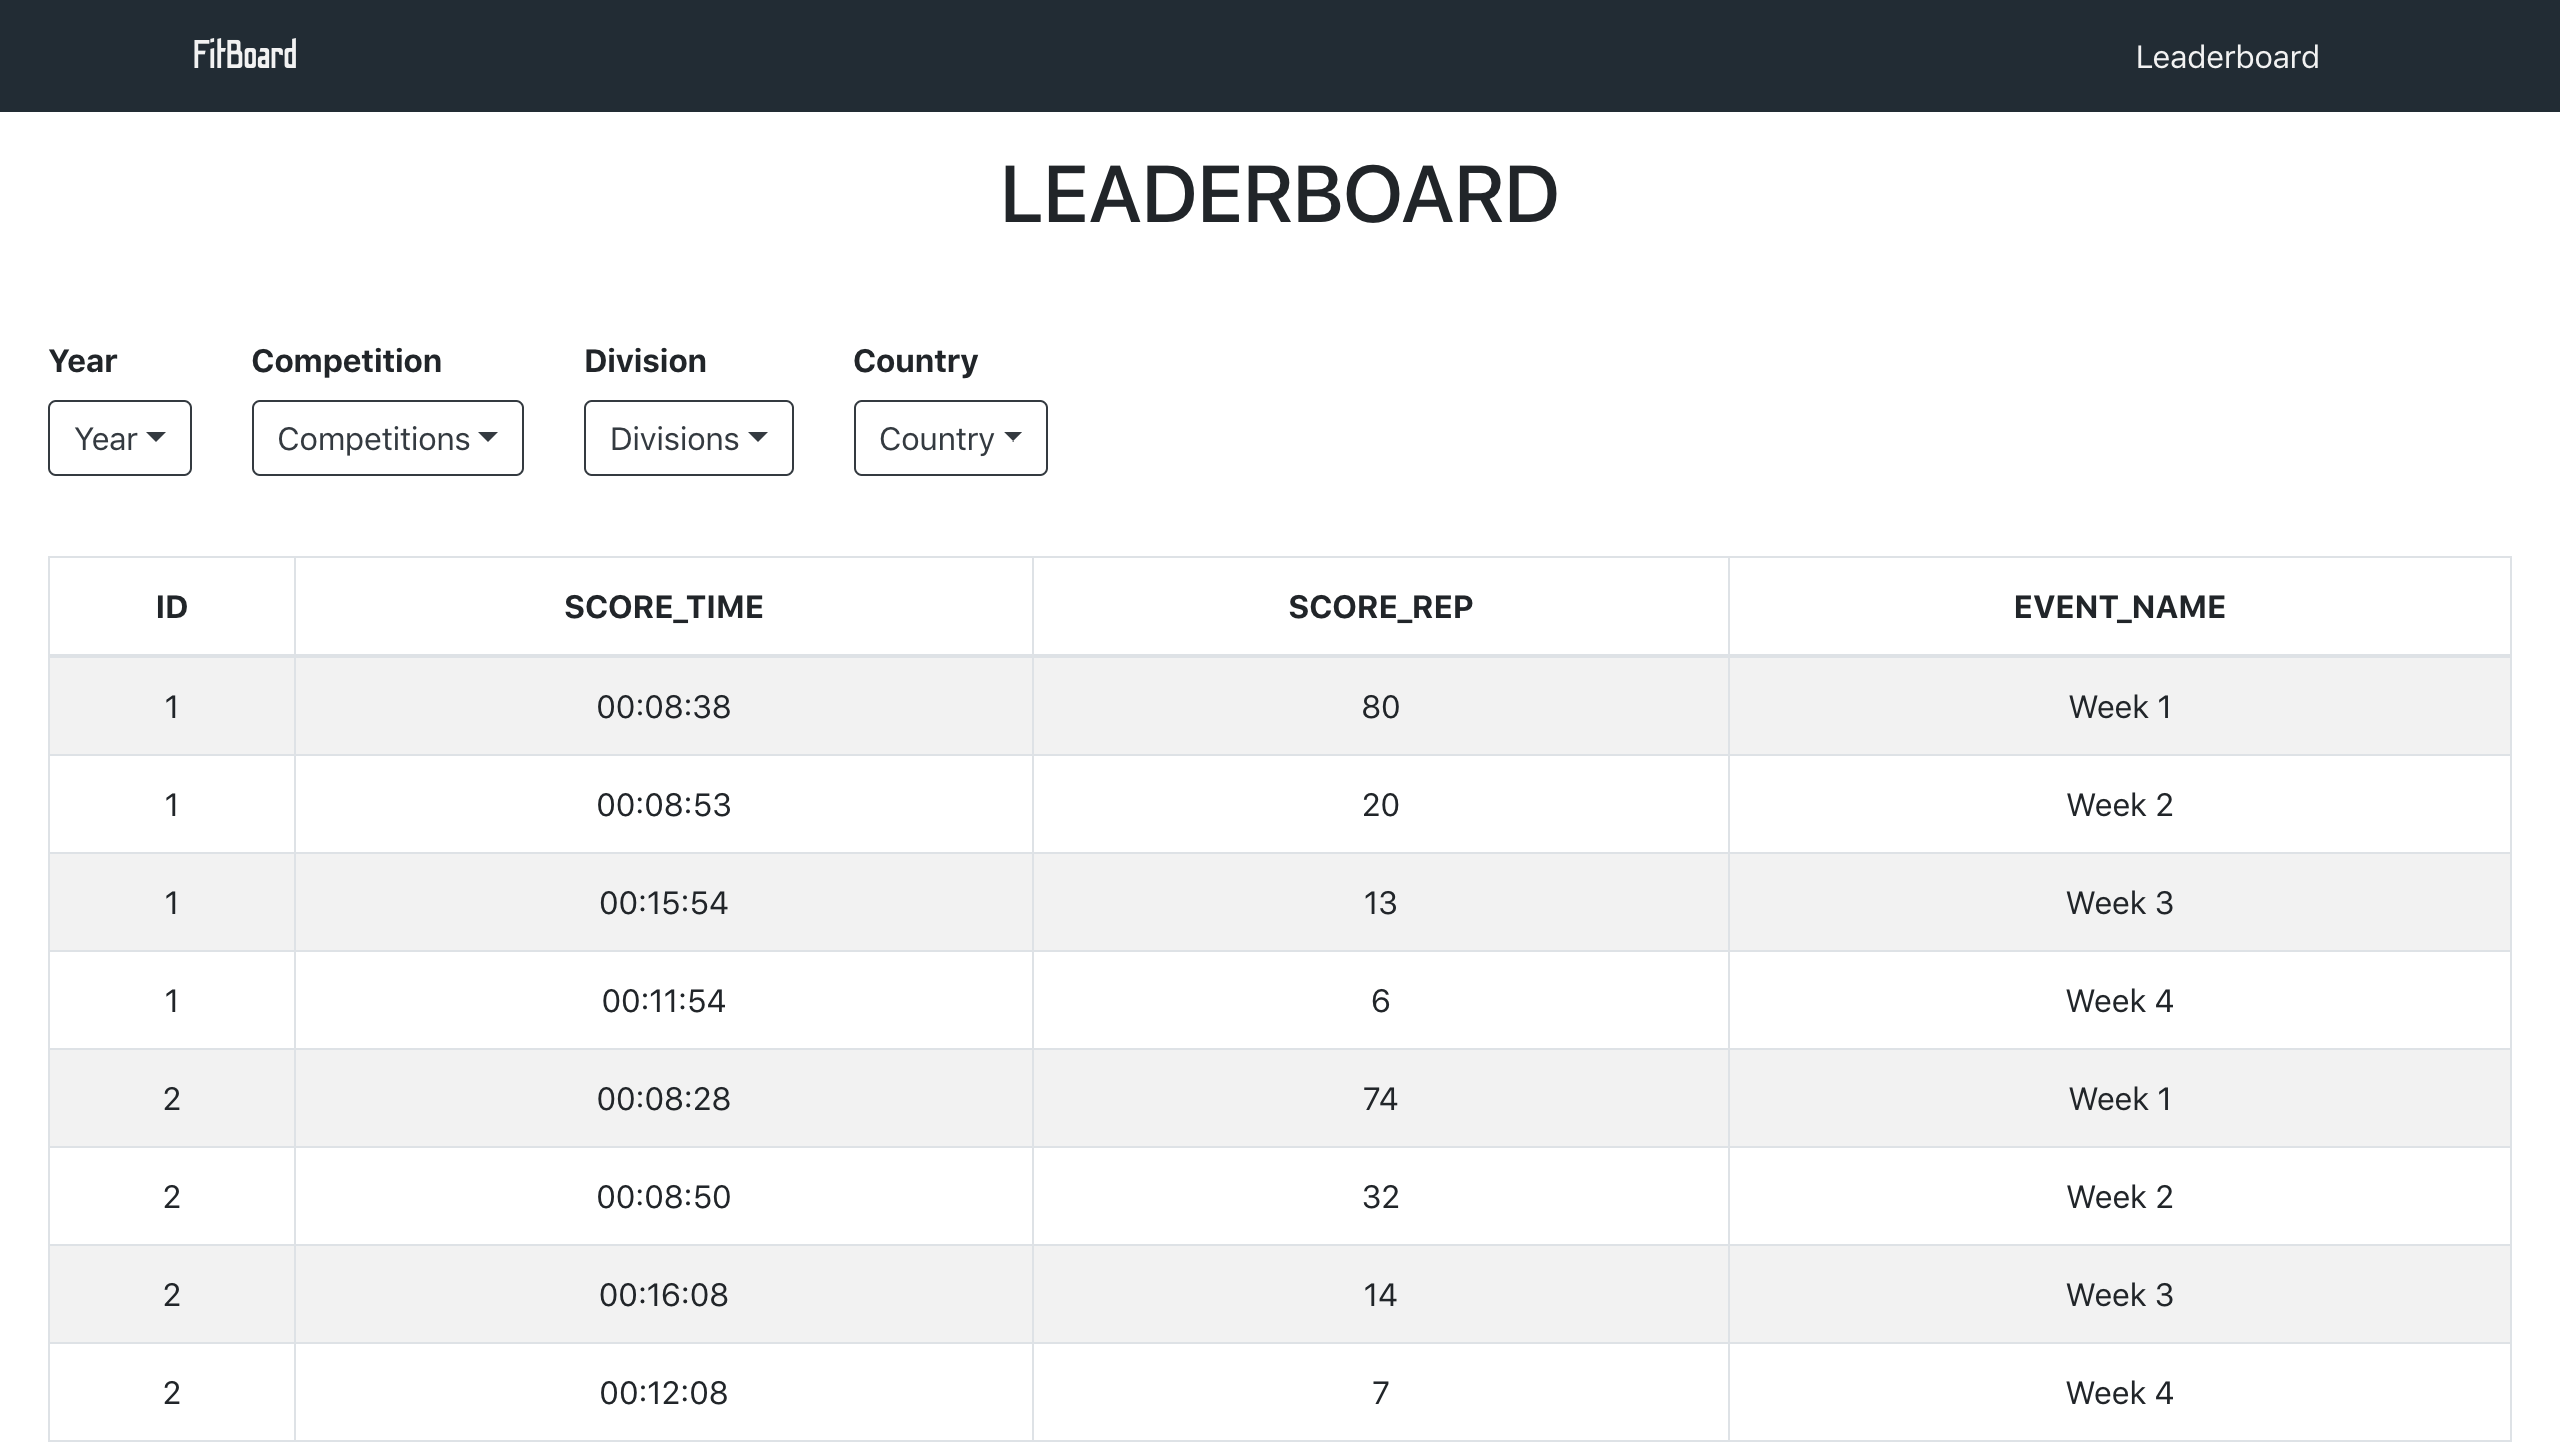 FitBoard Leaderboard
LEADERBOARD
Year Competition Division Country
Year Competitions Divisions Country
ID SCORE_TIME SCORE_REP EVENT_NAME
1 00:08:38 80 Week 1
1 00:08:53 20 Week 2
1 00:15:54 13 Week 3
1 00:11:54 6 Week 4
2 00:08:28 74 Week 1
2 00:08:50 32 Week 2
2 00:16:08 14 Week 3
2 00:12:08 7 Week 4